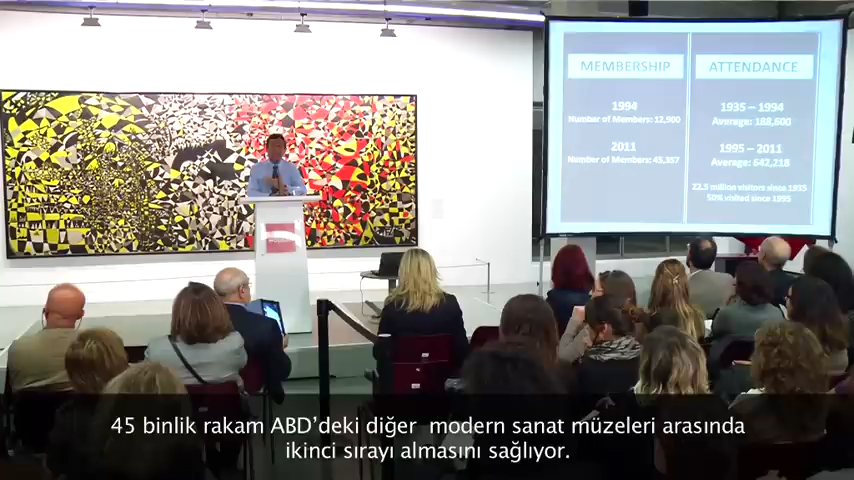 MEMBERSHIP
1994
Number of Members: 12,900
2011
Number of Members: 45,357
ATTENDANCE
1935 – 1994
Average: 188,600
1995 – 2011
Average: 642,218
22.5 million visitors since 1935
50% visited since 1995
45 binlik rakam ABD'deki diğer modern sanat müzeleri arasında
ikinci sırayı almasını sağlıyor.